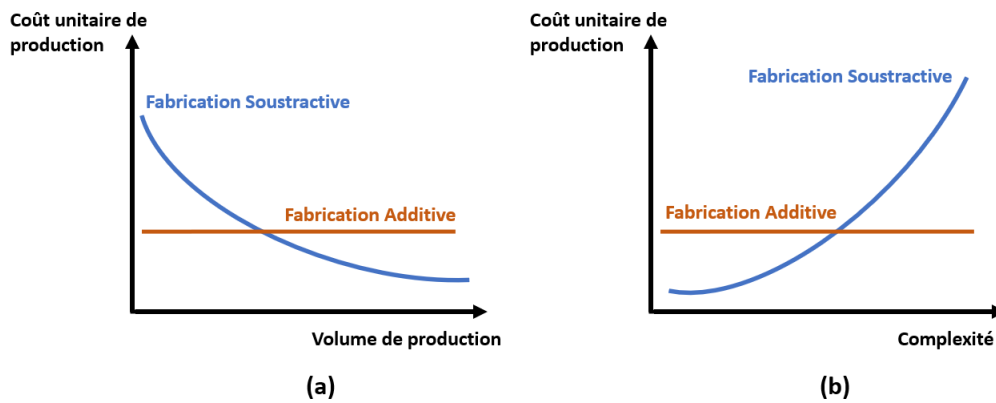 Coût unitaire de
production
Fabrication Soustractive
Fabrication Additive
Volume de production
(a)
Coût unitaire de
production
Fabrication Soustractive
Fabrication Additive
Complexité
(b)